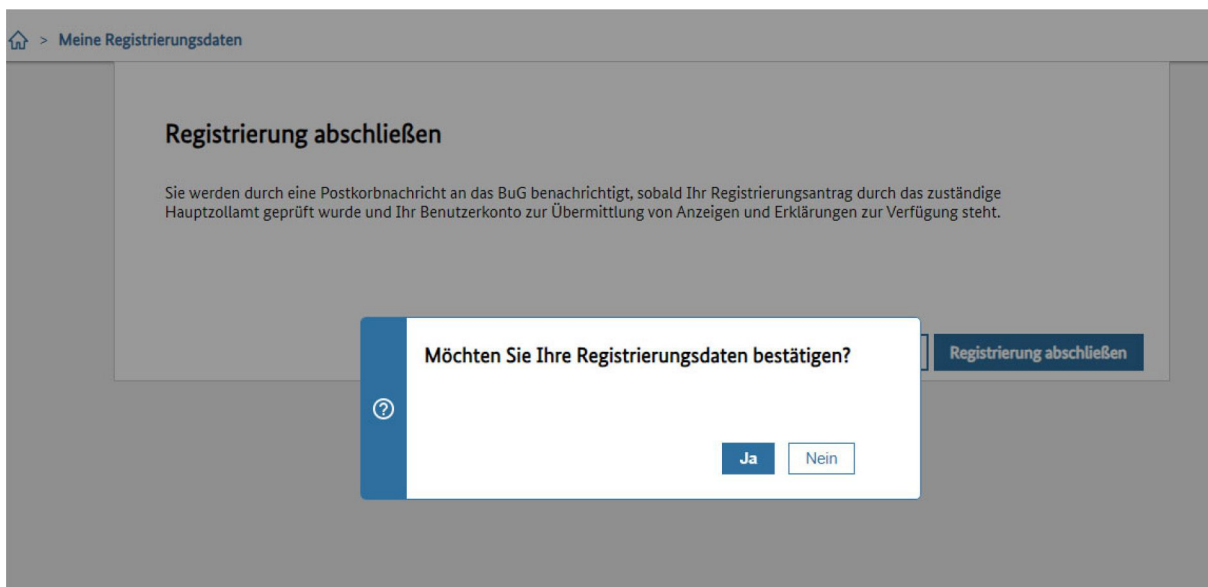 > Meine Registrierungsdaten
Registrierung abschließen
Sie werden durch eine Postkorbnachricht an das BuG benachrichtigt, sobald Ihr Registrierungsantrag durch das zuständige
Hauptzollamt geprüft wurde und Ihr Benutzerkonto zur Übermittlung von Anzeigen und Erklärungen zur Verfügung steht.
Möchten Sie Ihre Registrierungsdaten bestätigen?
Registrierung abschließen
?
Ja
Nein